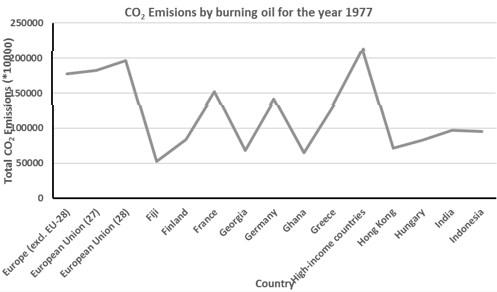 CO₂ Emisions by burning oil for the year 1977
Total CO₂ Emissions (*10000)
250000
200000
150000
100000
50000
0
Europe (excl. EU-28)
European Union (27)
European Union (28)
Fiji
Finland
France
Georgia
Germany
Ghana
Greece
High-income countries
Hong Kong
Hungary
India
Indonesia
Country